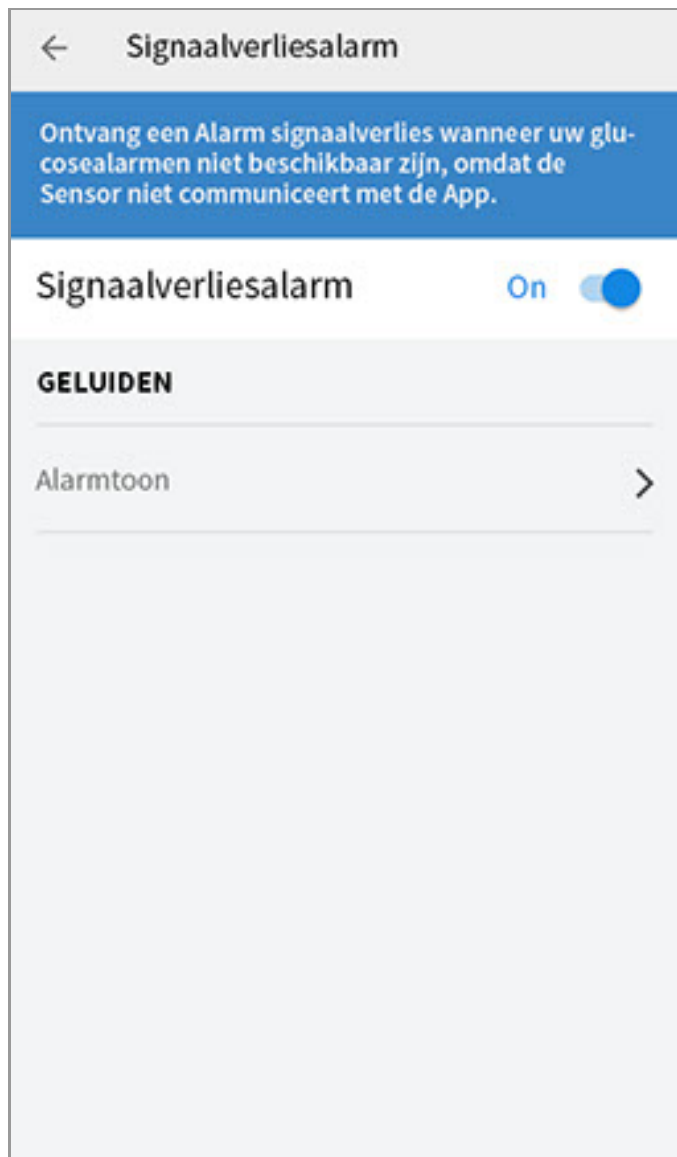 Signaalverliesalarm
Ontvang een Alarm signaalverlies wanneer uw glu-
cosealarmen niet beschikbaar zijn, omdat de
Sensor niet communiceert met de App.
Signaalverliesalarm On
GELUIDEN
Alarmtoon